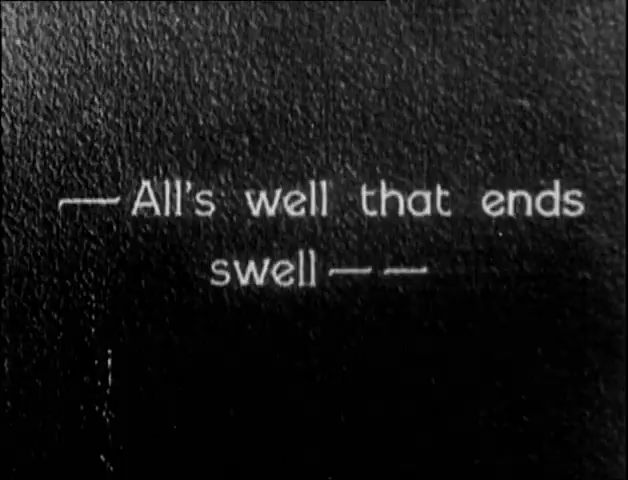 — All's well that ends
swell — —